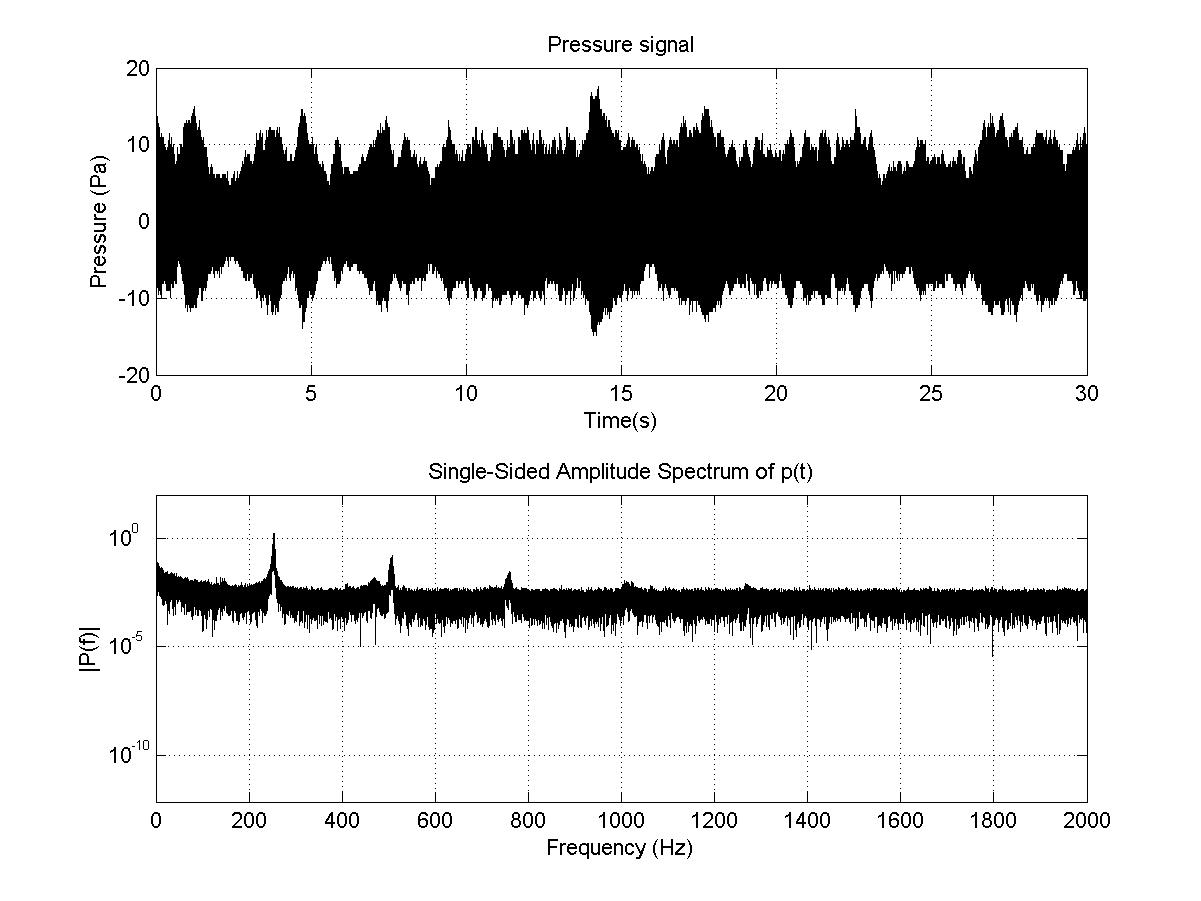 Pressure signal
20
10
0
-10
-20
Pressure (Pa)
0 5 10 15 20 25 30
Time(s)
Single-Sided Amplitude Spectrum of p(t)
10^0
10^-5
10^-10
|P(f)|
0 200 400 600 800 1000 1200 1400 1600 1800 2000
Frequency (Hz)